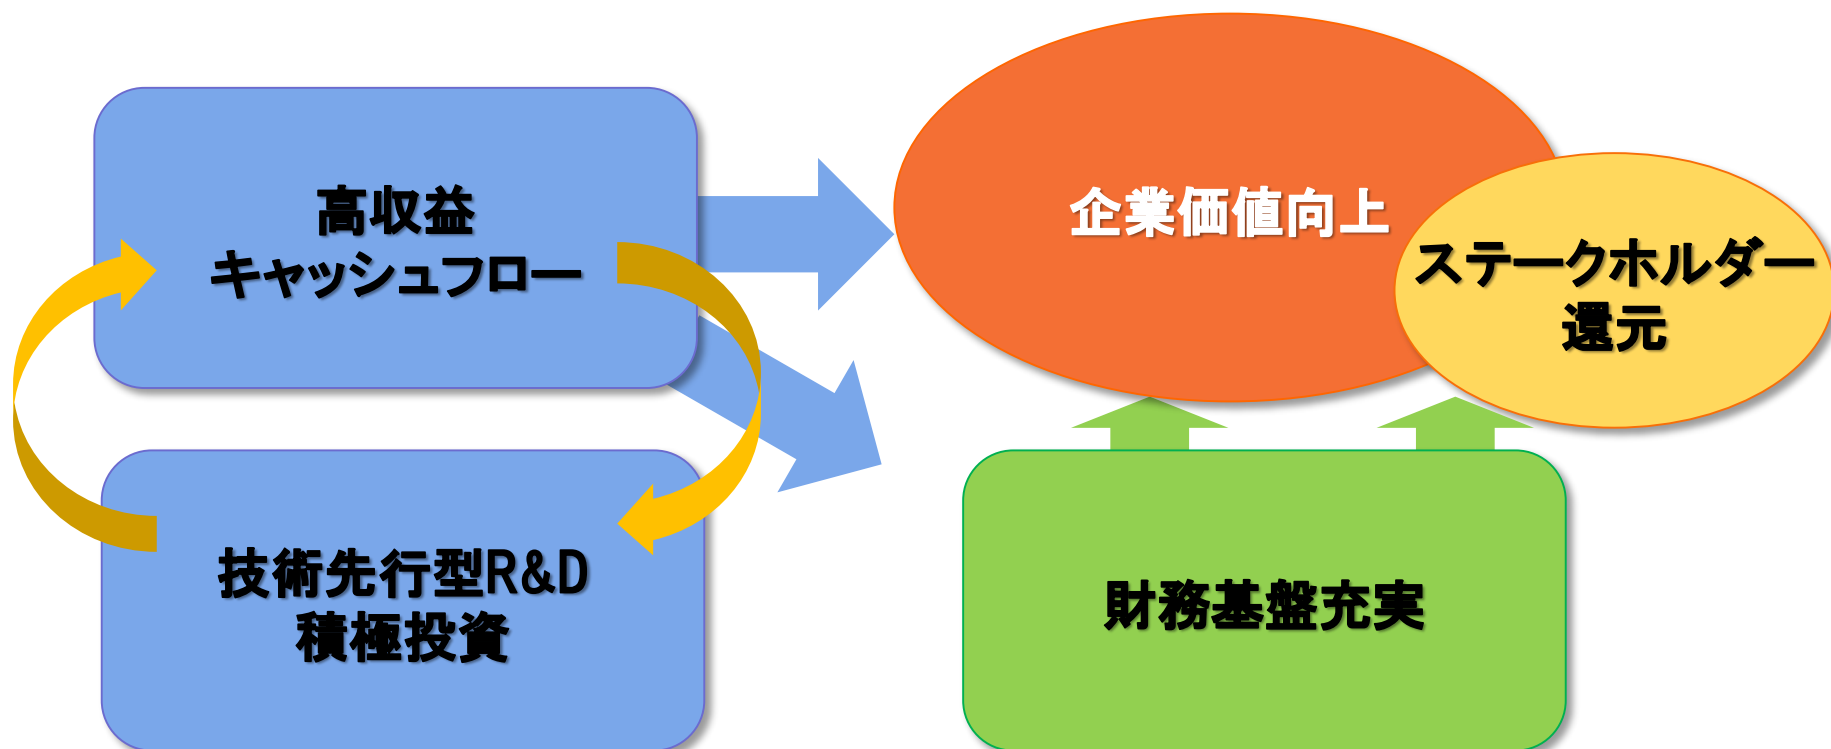 高収益
キャッシュフロー
企業価値向上
ステークホルダー
還元
技術先行型R&D
積極投資
財務基盤充実